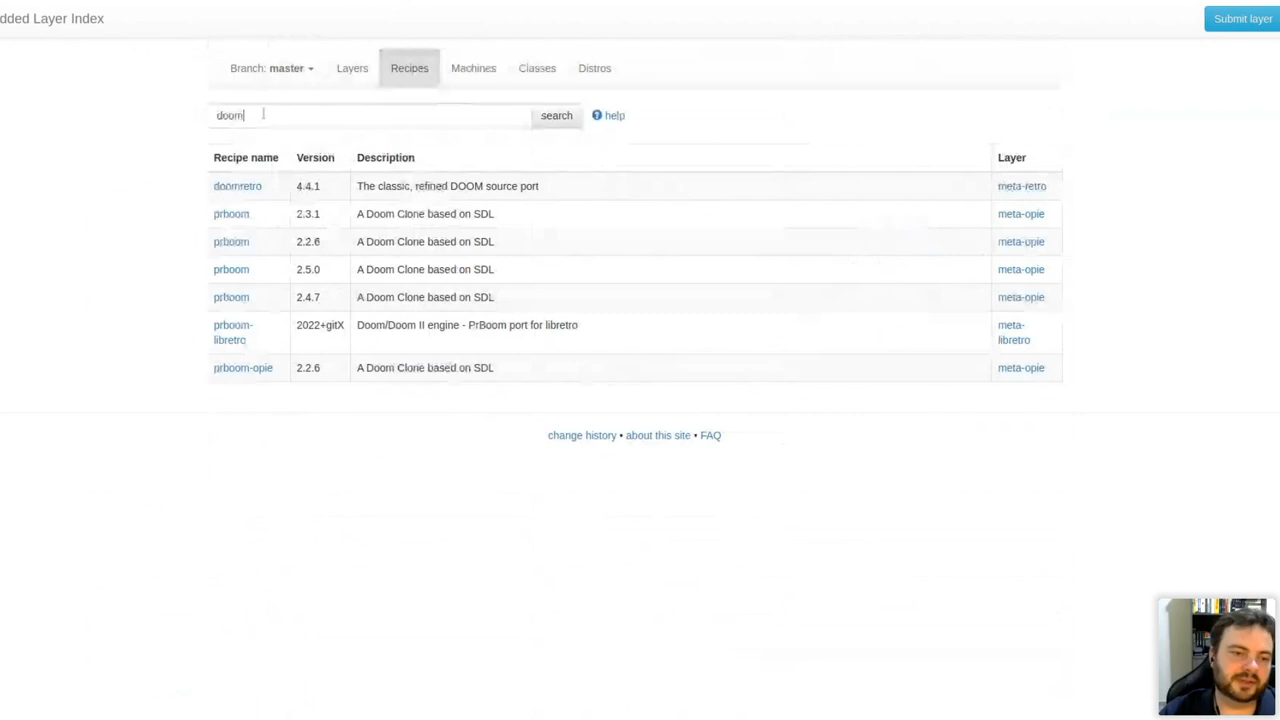 dded Layer Index
Submit layer
Branch: master
Layers
Recipes
Machines
Classes
Distros
doom
search
? help
Recipe name Version Description Layer
doomretro 4.4.1 The classic, refined DOOM source port meta-retro
prboom 2.3.1 A Doom Clone based on SDL meta-opie
prboom 2.2.6 A Doom Clone based on SDL meta-opie
prboom 2.5.0 A Doom Clone based on SDL meta-opie
prboom 2.4.7 A Doom Clone based on SDL meta-opie
prboom-
libretro
2022+gitX Doom/Doom II engine - PrBoom port for libretro
meta-
libretro
prboom-opie 2.2.6 A Doom Clone based on SDL meta-opie
change history • about this site • FAQ